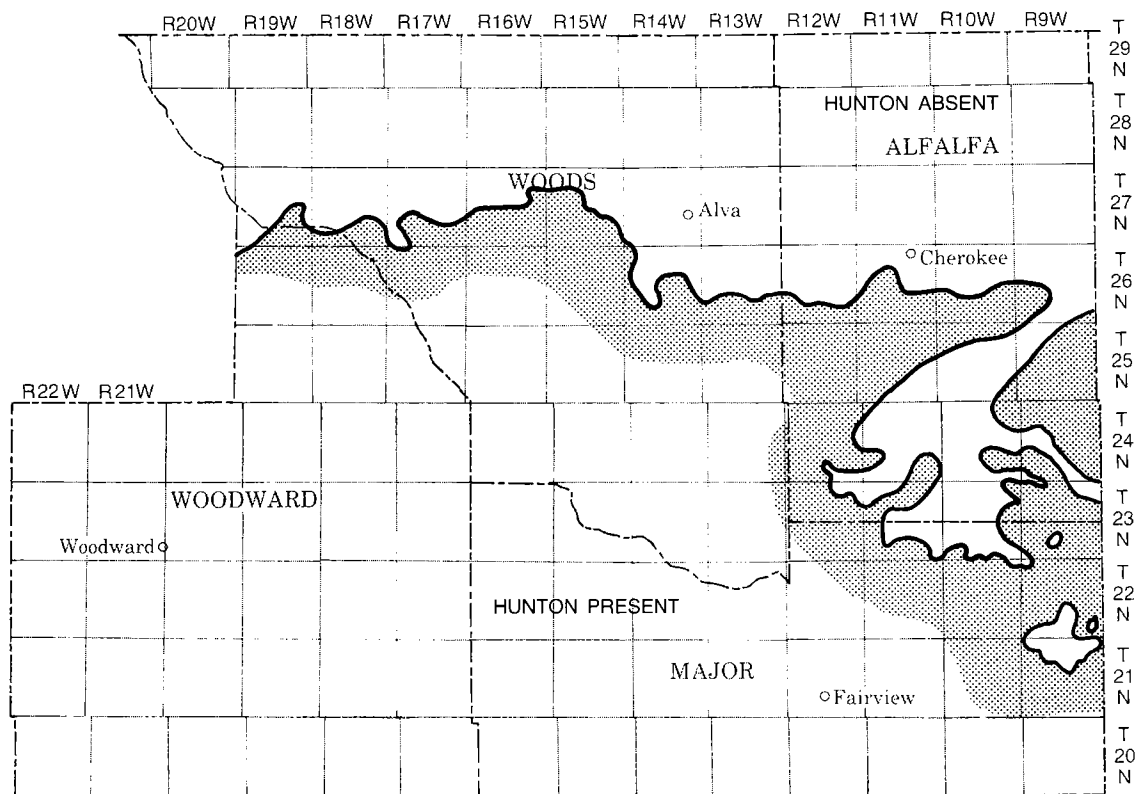 R20W R19W R18W R17W R16W R15W R14W R13W R12W R11W R10W R9W
T 29 N
HUNTON ABSENT
T 28 N
ALFALFA
WOODS
T 27 N
Alva
Cherokee
T 26 N
T 25 N
R22W R21W
T 24 N
WOODWARD
T 23 N
Woodward
T 22 N
HUNTON PRESENT
MAJOR
T 21 N
Fairview
T 20 N